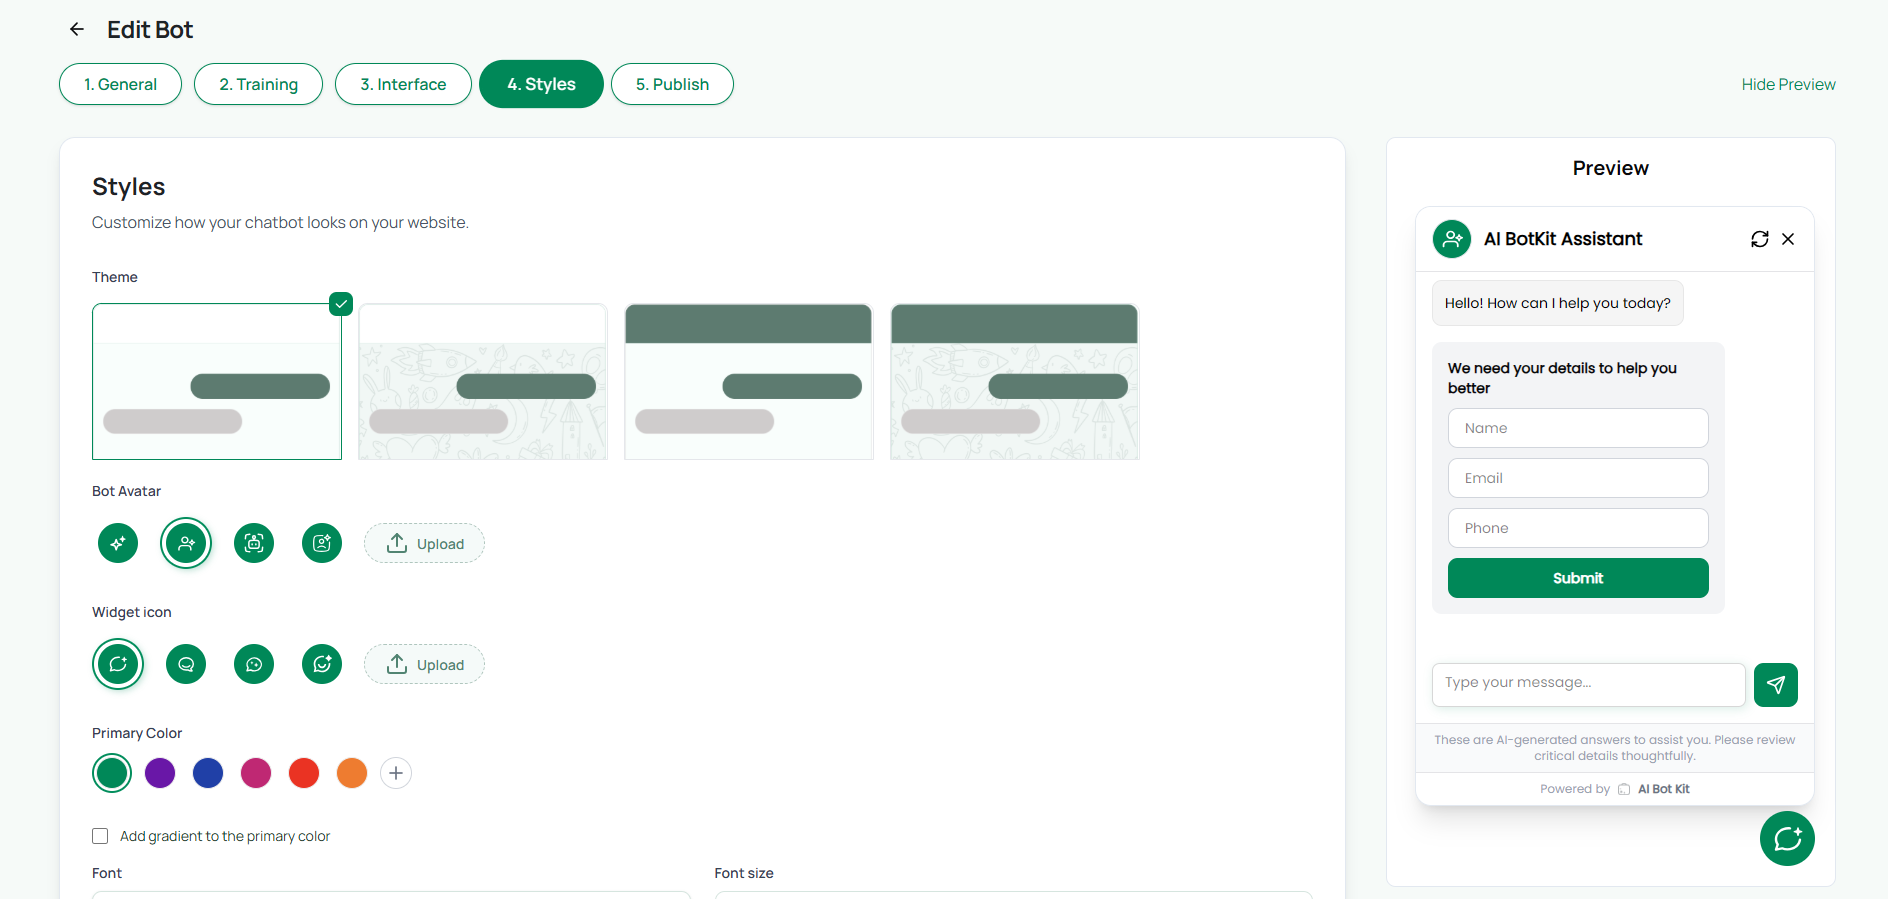 Edit Bot
1. General
2. Training
3. Interface
4. Styles
5. Publish
Hide Preview
Styles
Customize how your chatbot looks on your website.
Theme
Bot Avatar
Upload
Widget icon
Upload
Primary Color
Add gradient to the primary color
Font
Font size
Preview
AI BotKit Assistant
Hello! How can I help you today?
We need your details to help you
better
Name
Email
Phone
Submit
Type your message...
These are AI-generated answers to assist you. Please review
critical details thoughtfully.
Powered by AI Bot Kit